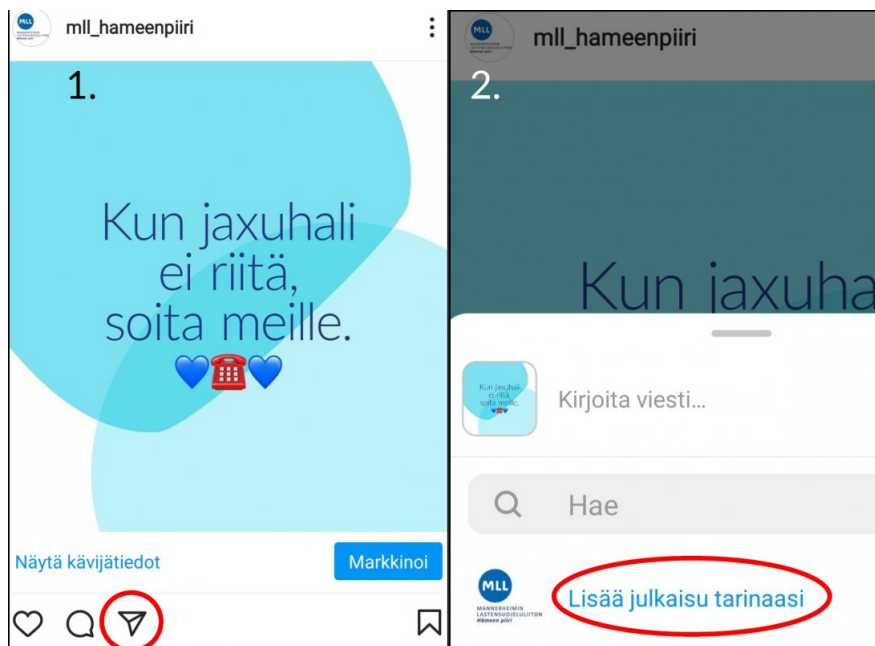 mll_hameenpiiri
1.
Kun jaxuhali
ei riitä,
soita meille.
Näytä kävijätiedot
Markkinoi
mll_hameenpiiri
2.
Kun jaxuha
Kun jaxuhali
ei riitä,
soita meille.
Kirjoita viesti...
Hae
MLL
MANNERHEIMIN
LASTENSUOJELULIITON
Hämeen piiri
Lisää julkaisu tarinaasi